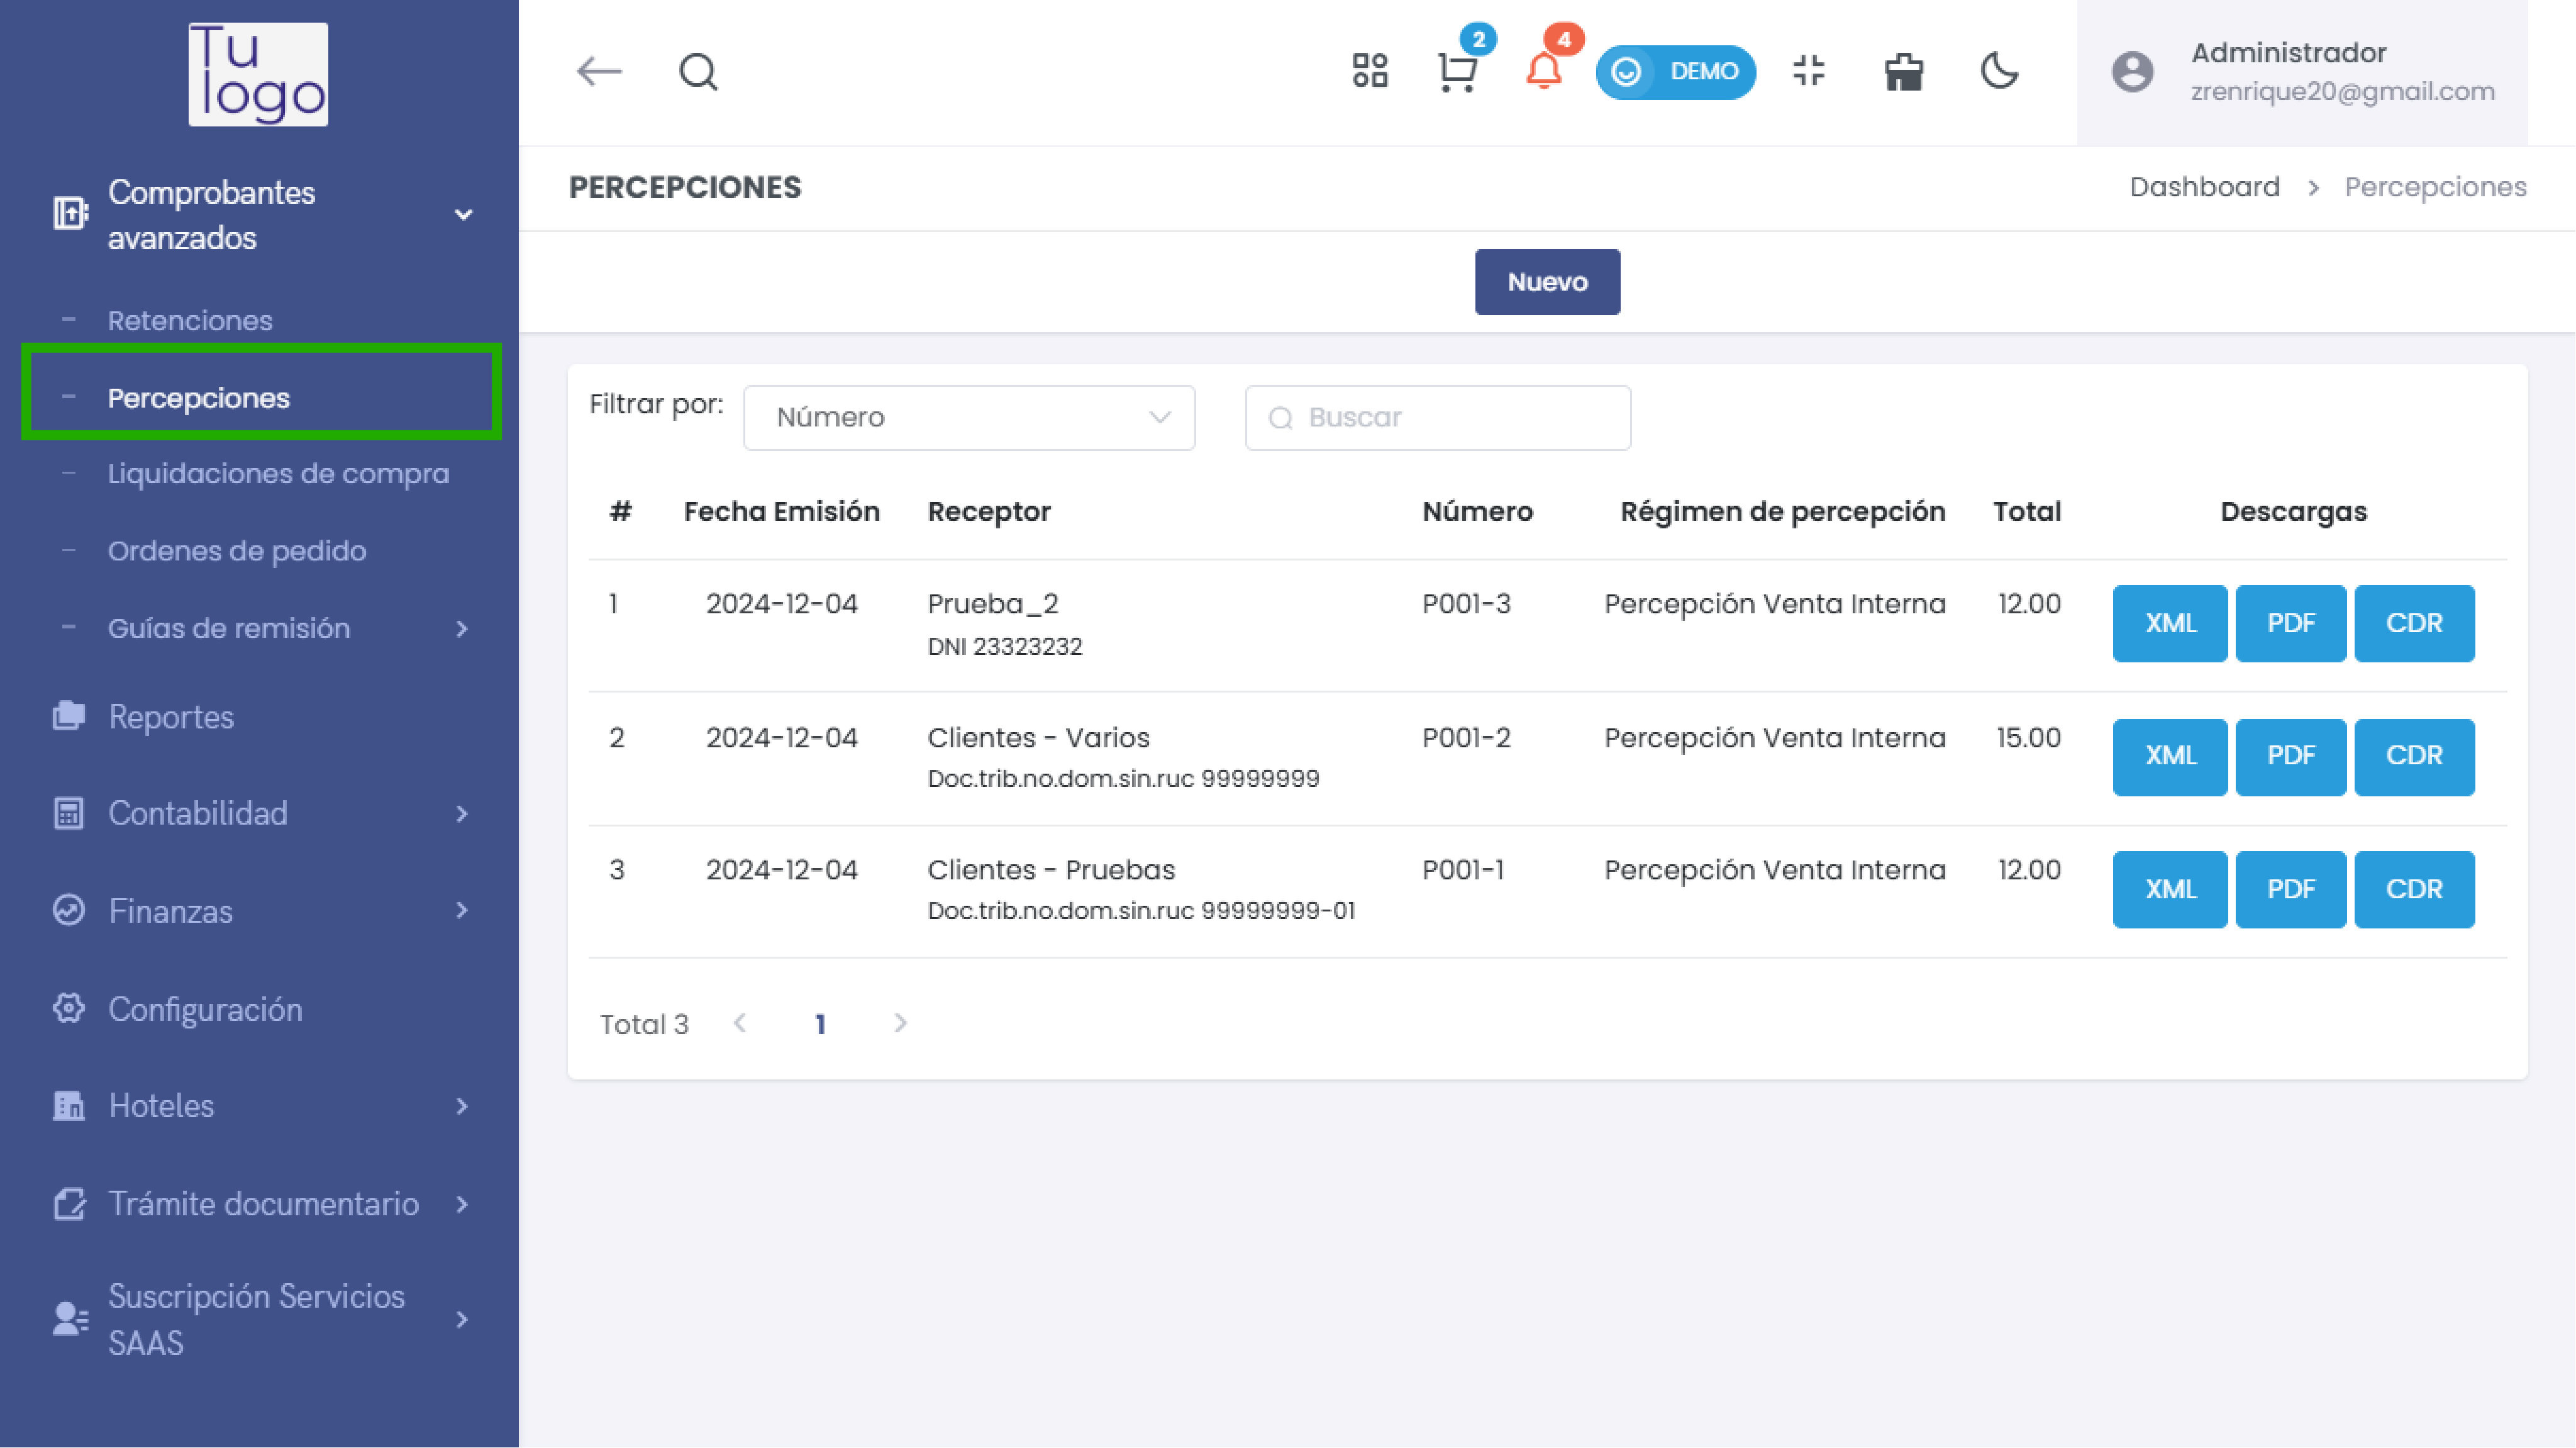 Tu
logo
Comprobantes
avanzados
Retenciones
Percepciones
Liquidaciones de compra
Ordenes de pedido
Guías de remisión
Reportes
Contabilidad
Finanzas
Configuración
Hoteles
Trámite documentario
Suscripción Servicios
SAAS
2
4
DEMO
Administrador
zrenrique20@gmail.com
PERCEPCIONES
Dashboard > Percepciones
Nuevo
Filtrar por: Número Buscar
# Fecha Emisión Receptor Número Régimen de percepción Total Descargas
1 2024-12-04 Prueba_2 P001-3 Percepción Venta Interna 12.00 XML PDF CDR
DNI 23323232
2 2024-12-04 Clientes - Varios P001-2 Percepción Venta Interna 15.00 XML PDF CDR
Doc.trib.no.dom.sin.ruc 99999999
3 2024-12-04 Clientes - Pruebas P001-1 Percepción Venta Interna 12.00 XML PDF CDR
Doc.trib.no.dom.sin.ruc 99999999-01
Total 3 < 1 >